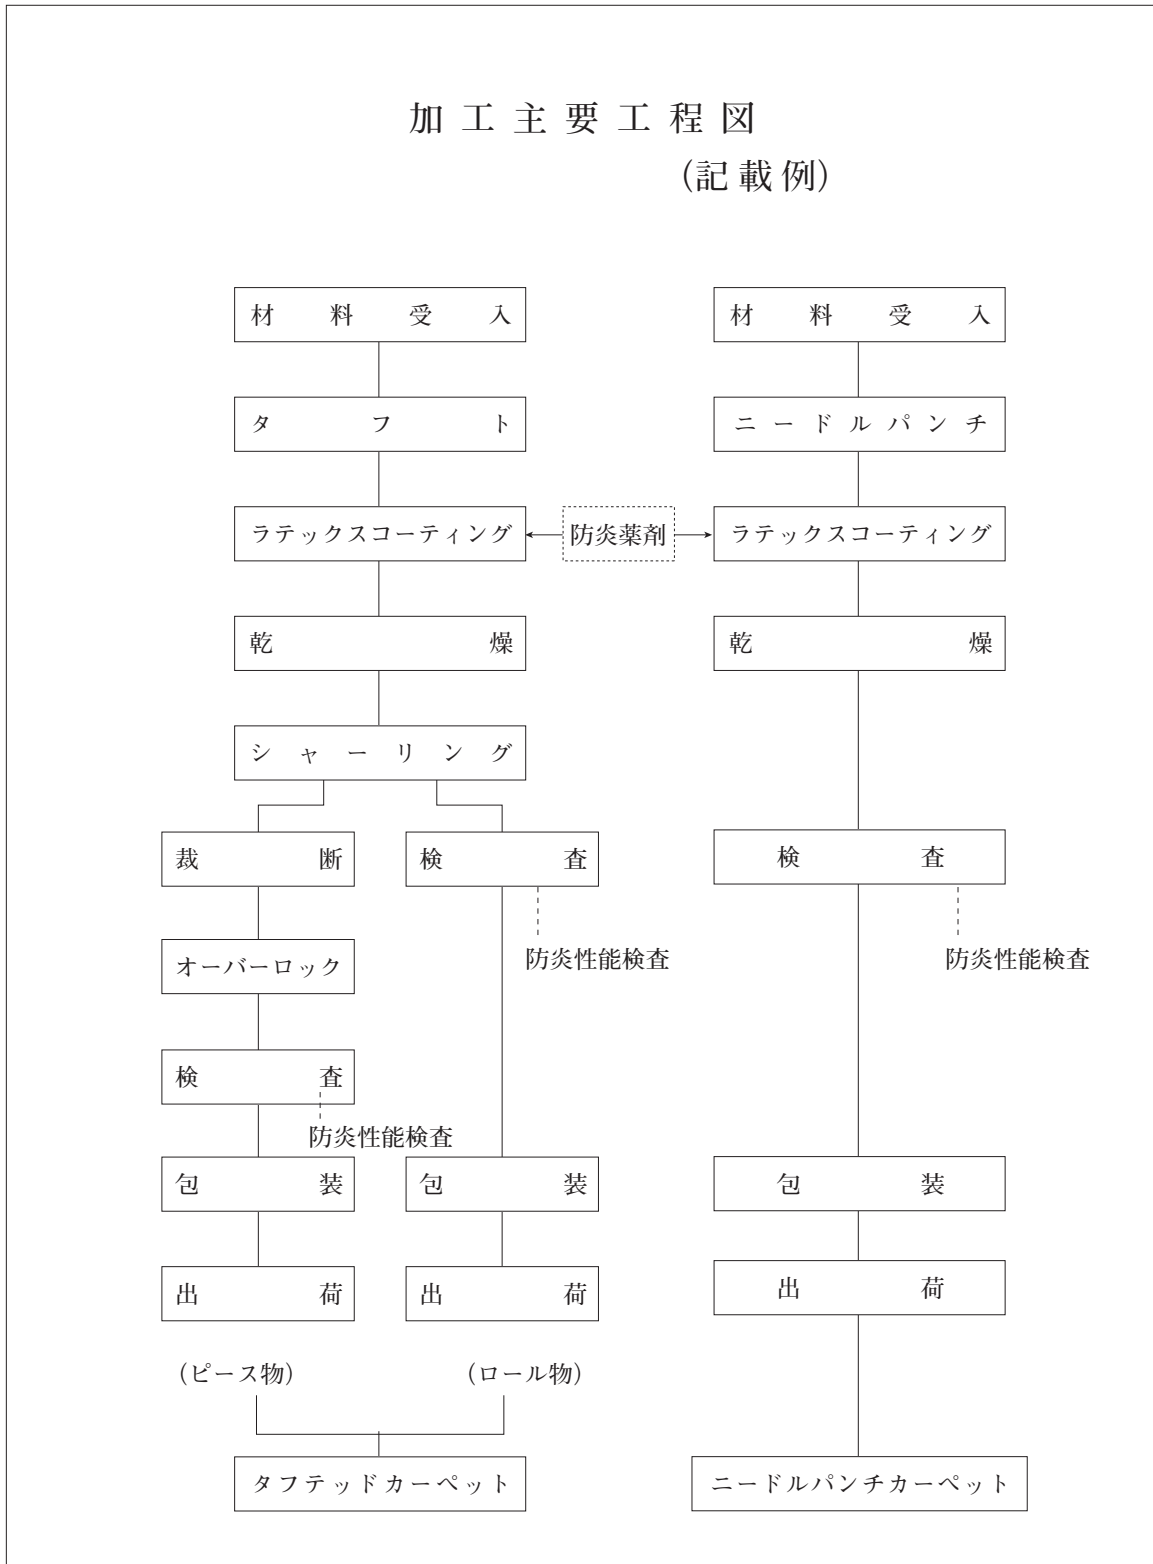 加工主要工程図
(記載例)
材料受入
材料受入
タフト
ニードルパンチ
ラテックスコーティング
防炎薬剤
ラテックスコーティング
乾燥
乾燥
シャーリング
裁断
検査
検査
防炎性能検査
防炎性能検査
オーバーロック
検査
防炎性能検査
包装
包装
包装
出荷
出荷
出荷
(ピース物)
(ロール物)
タフテッドカーペット
ニードルパンチカーペット